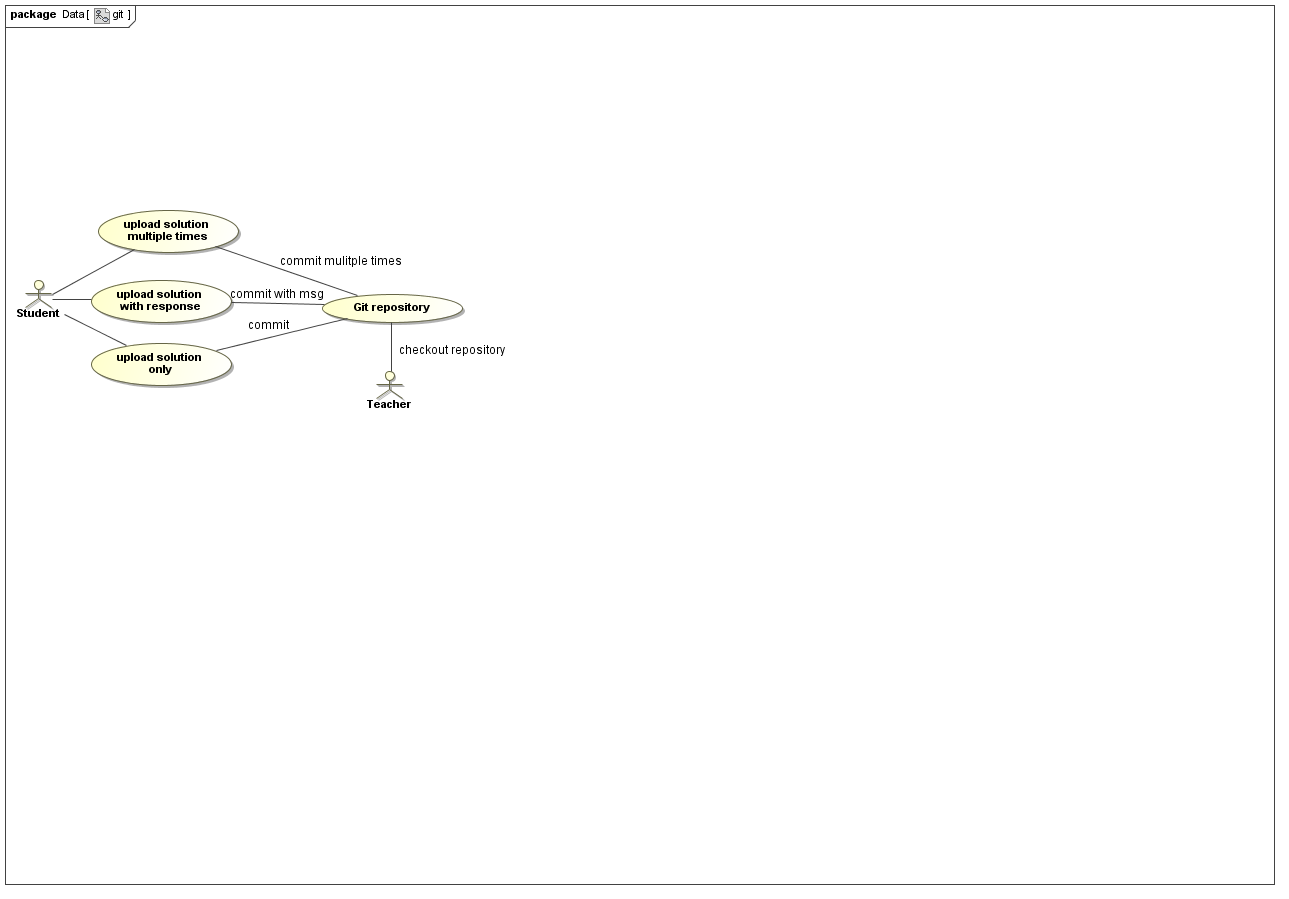 package Data [ git ]
upload solution
multiple times
commit mulitple times
upload solution
with response
commit with msg
Git repository
Student
commit
upload solution
only
checkout repository
Teacher